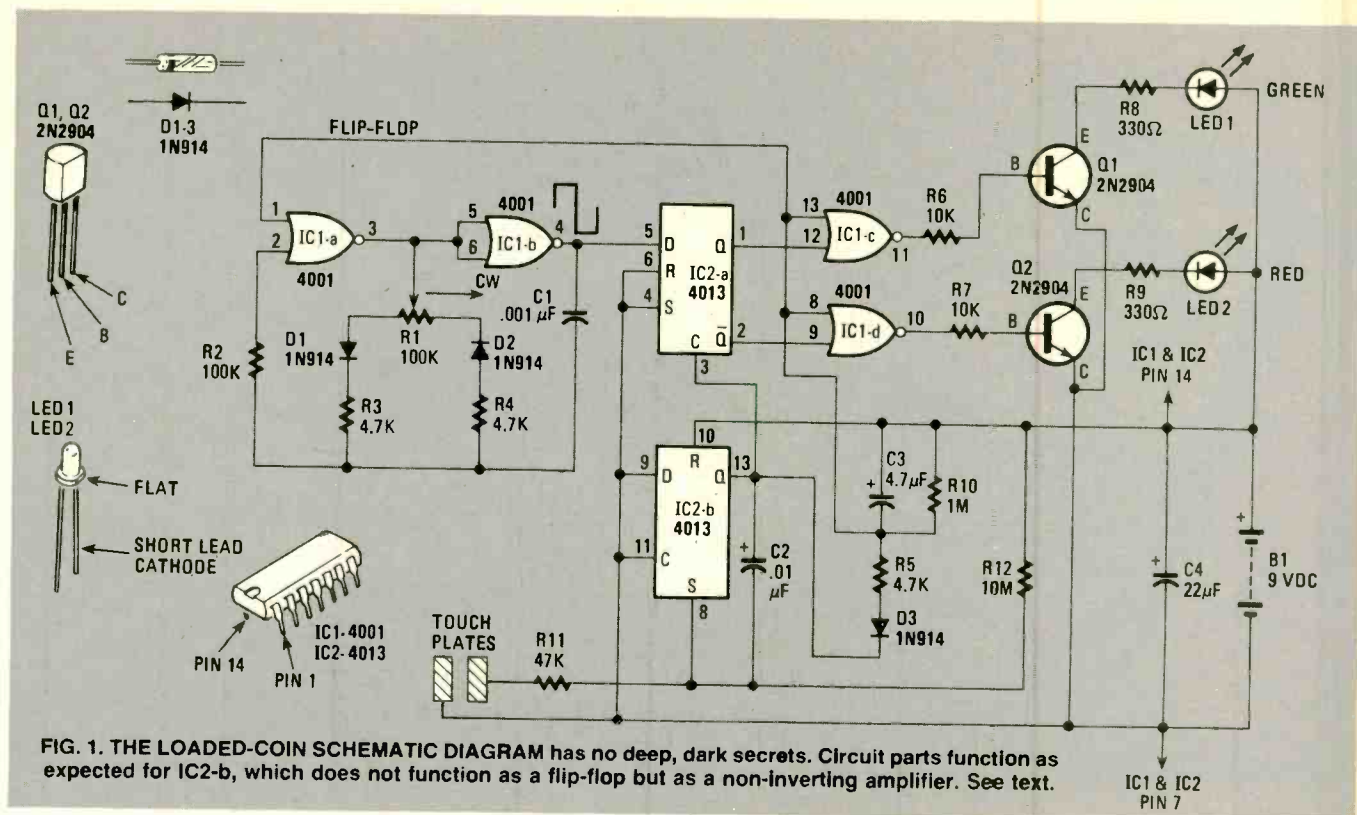 Q1, Q2
2N2904
C
B
E
D1-3
1N914
LED 1
LED2
FLAT
SHORT LEAD
CATHODE
PIN 14
PIN 1
IC1-4001
IC2-4013
FLIP-FLOP
1
2
IC1-a
3
4001
5
6
4001
IC1-b
4
CW
R1
100K
R2
100K
D1
1N914
R3
4.7K
D2
1N914
R4
4.7K
C1
.001 µF
5
6
4
D
R
S
IC2-a
4013
Q
Q̅
C
1
2
3
13
12
4001
IC1-c
11
8
9
4001
IC1-d
10
R6
10K
R7
10K
B
E
C
Q1
2N2904
Q2
2N2904
B
E
C
R8
330Ω
LED 1
GREEN
R9
330Ω
LED2
RED
IC1 & IC2
PIN 14
10
R
9
D
Q
13
IC2-b
4013
11
C
S
8
+
C2
.01
µF
+
C3
4.7µF
R10
1M
R5
4.7K
D3
1N914
R12
10M
+
C4
22µF
+
B1
9 VDC
TOUCH
PLATES
R11
47K
IC1 & IC2
PIN 7
FIG. 1. THE LOADED-COIN SCHEMATIC DIAGRAM has no deep, dark secrets. Circuit parts function as
expected for IC2-b, which does not function as a flip-flop but as a non-inverting amplifier. See text.